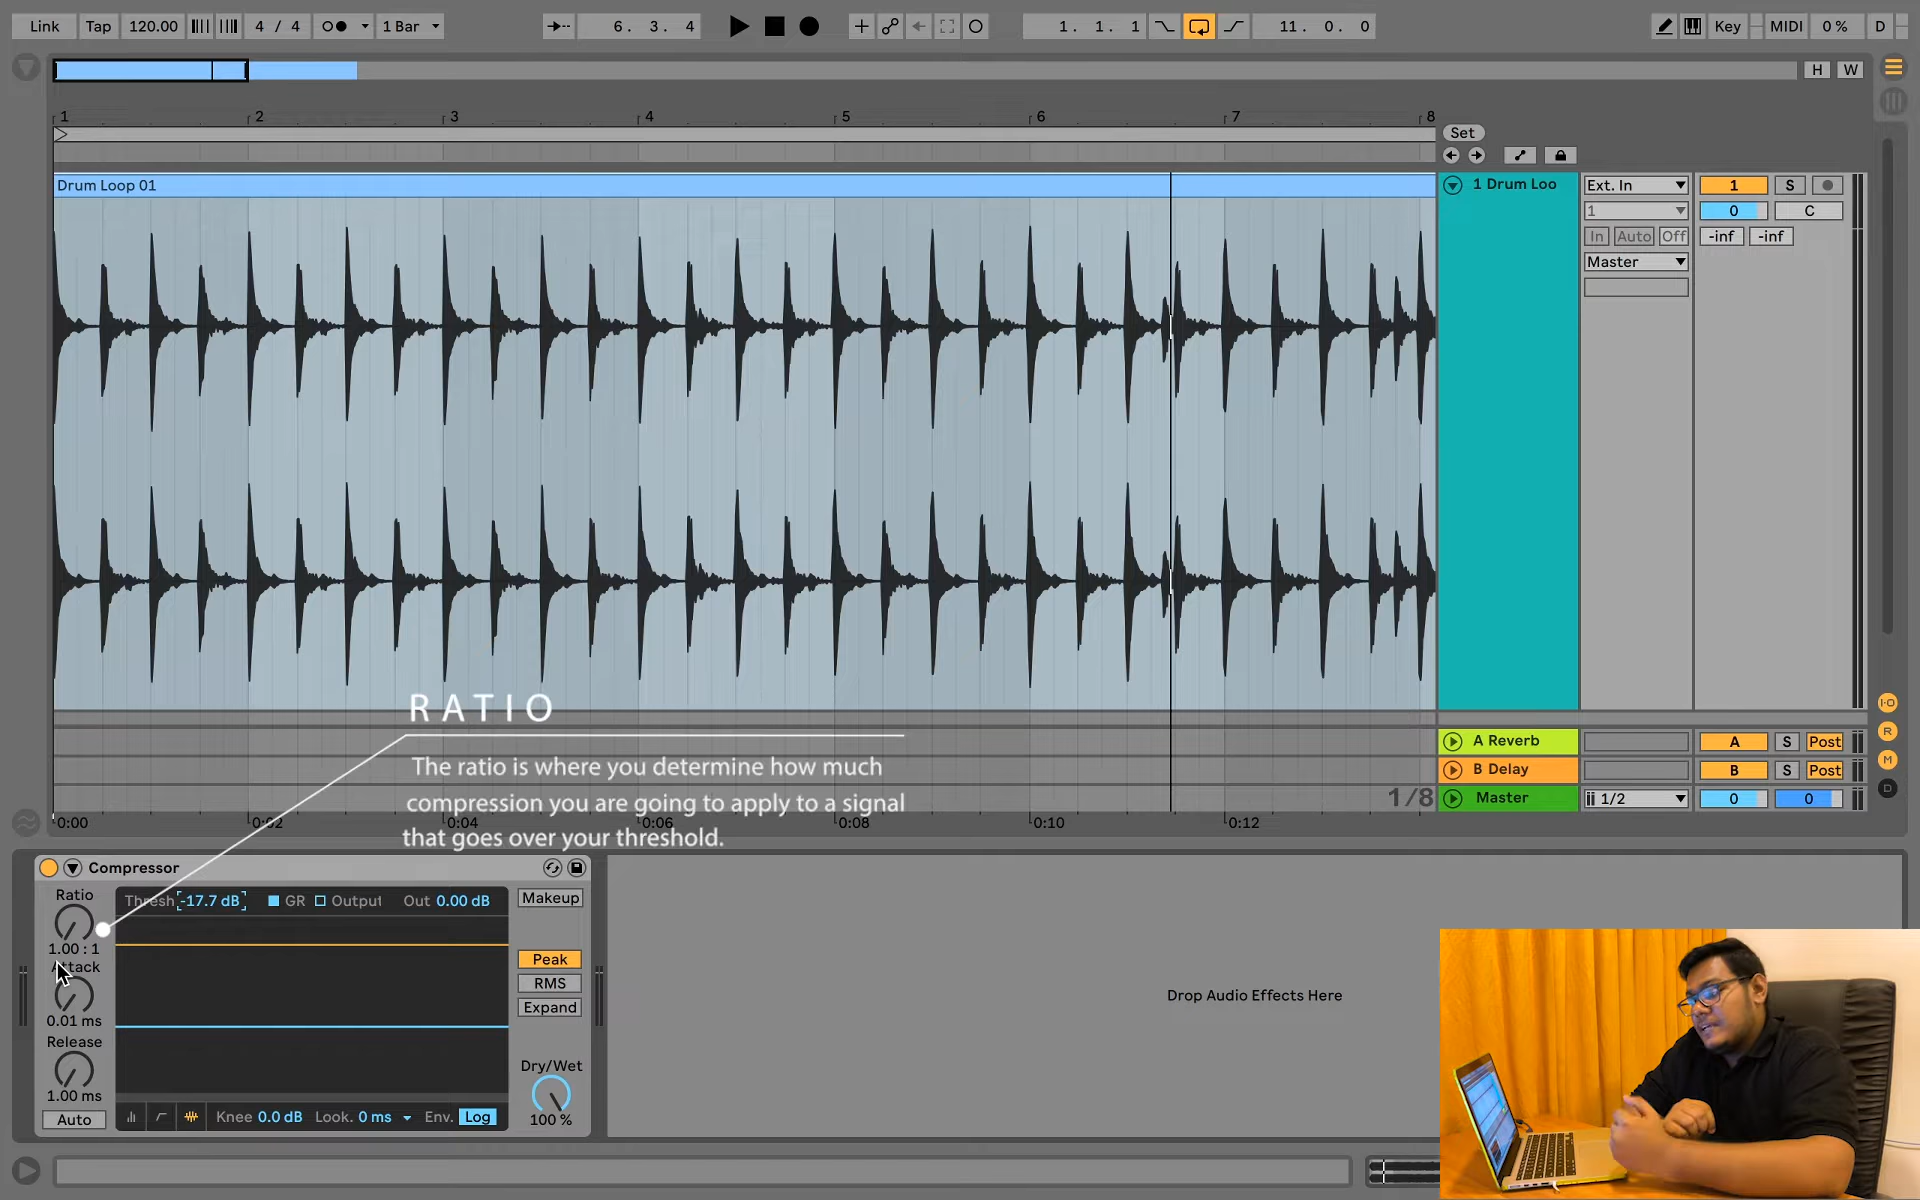 Link Tap 120.00 4 / 4 1 Bar 6. 3. 4 1. 1. 1 11. 0. 0 Key MIDI 0 % D
H W
1 2 3 4 5 6 7 8
Set
Drum Loop 01 1 Drum Loo Ext. In 1 S
1 0 C
In Auto Off -inf -inf
Master
RATIO
The ratio is where you determine how much
compression you are going to apply to a signal
that goes over your threshold.
A Reverb A S Post
B Delay B S Post
1/8 Master 1/2 0 0
0:00 0:02 0:04 0:06 0:08 0:10 0:12
I·O
R
M
D
Compressor
Ratio
1.00 : 1
Attack
0.01 ms
Release
1.00 ms
Auto
Thresh -17.7 dB GR Output Out 0.00 dB
Knee 0.0 dB Look. 0 ms Env. Log
Makeup
Peak
RMS
Expand
Dry/Wet
100 %
Drop Audio Effects Here